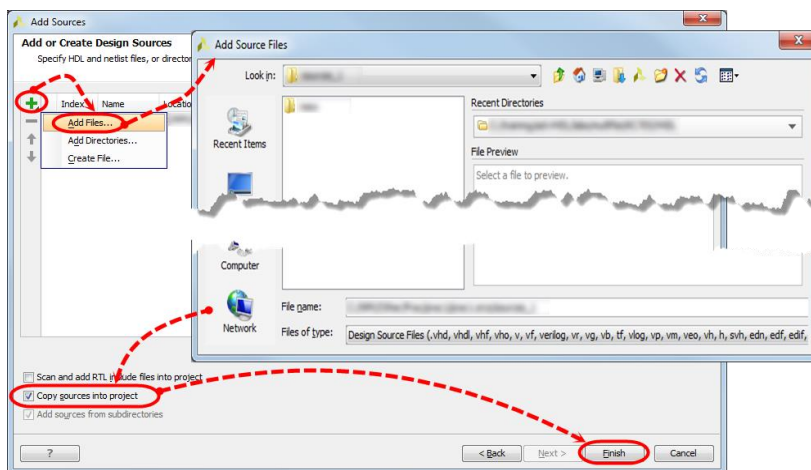 Add Sources
Add or Create Design Sources
Specify HDL and netlist files, or director
Index Name Locatio
Add Files...
Add Directories...
Create File...
Add Source Files
Look in:
Recent Items
Recent Directories
File Preview
Select a file to preview.
Computer
Network
File name:
Files of type: Design Source Files (.vhd, vhdl, vhf, vho, v, vf, verilog, vr, vg, vb, tf, vlog, vp, vm, veo, vh, h, svh, edn, edf, edif,
Scan and add RTL include files into project
Copy sources into project
Add sources from subdirectories
?
< Back Next > Finish Cancel